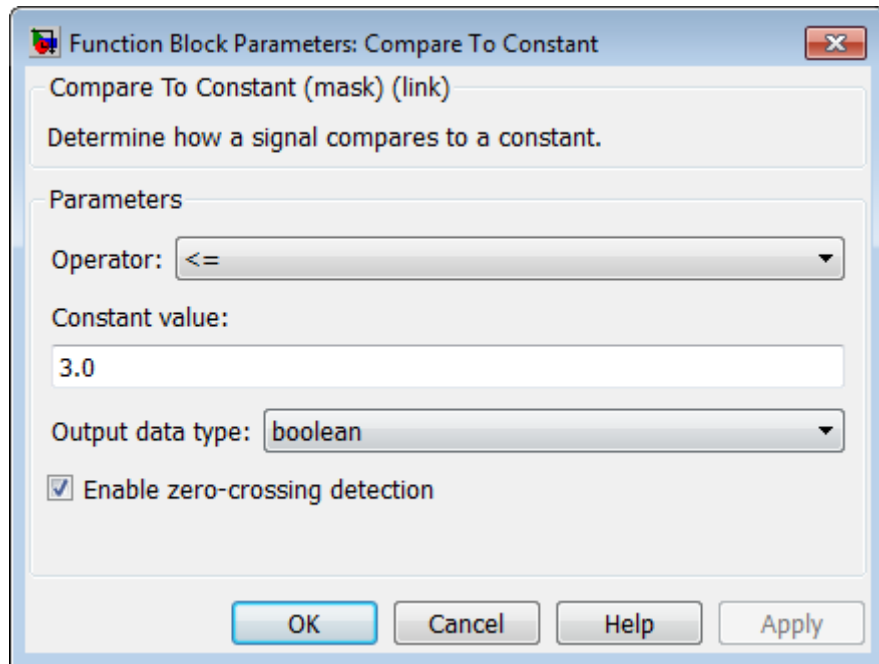 Function Block Parameters: Compare To Constant
Compare To Constant (mask) (link)
Determine how a signal compares to a constant.
Parameters
Operator: <=
Constant value:
3.0
Output data type: boolean
Enable zero-crossing detection
OK Cancel Help Apply